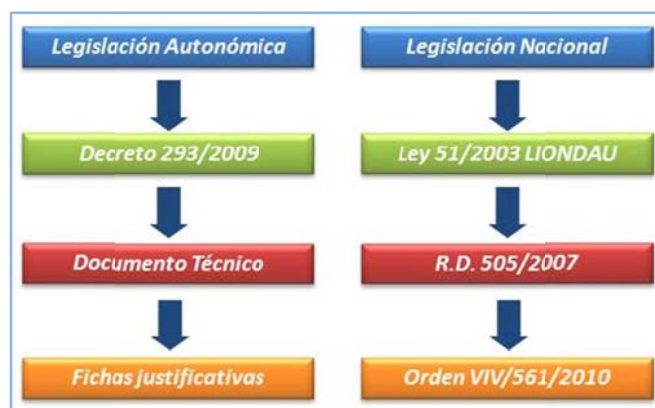 Legislación Autonómica
Decreto 293/2009
Documento Técnico
Fichas justificativas
Legislación Nacional
Ley 51/2003 LIONDAU
R.D. 505/2007
Orden VIV/561/2010